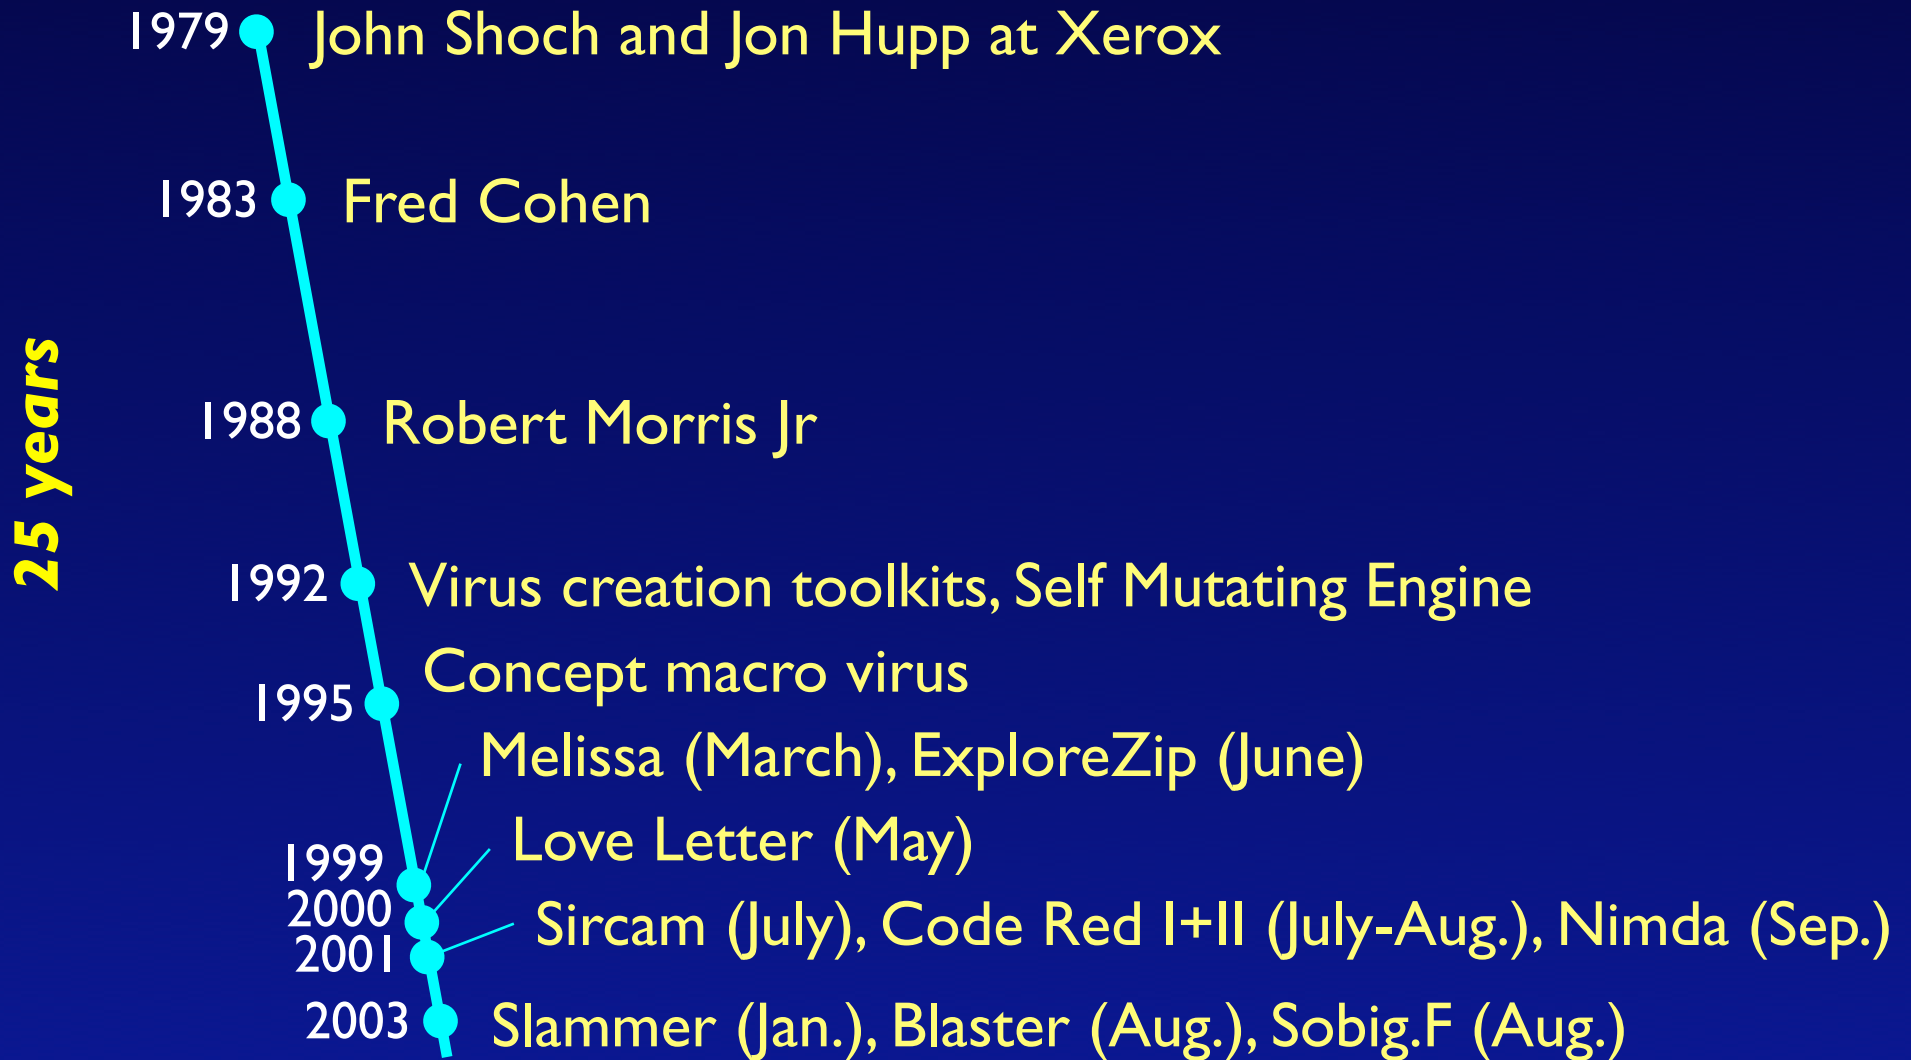 1979 John Shoch and Jon Hupp at Xerox
1983 Fred Cohen
25 years
1988 Robert Morris Jr
1992 Virus creation toolkits, Self Mutating Engine
Concept macro virus
1995
Melissa (March), ExploreZip (June)
Love Letter (May)
1999
2000
Sircam (July), Code Red I+II (July-Aug.), Nimda (Sep.)
2001
2003 Slammer (Jan.), Blaster (Aug.), Sobig.F (Aug.)